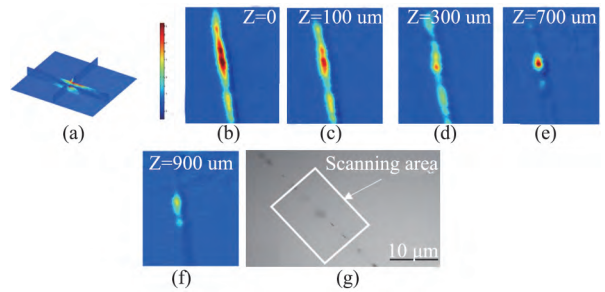 Z=0
Z=100 um
Z=300 um
Z=700 um
(a)
(b)
(c)
(d)
(e)
Z=900 um
Scanning area
10 μm
(f)
(g)